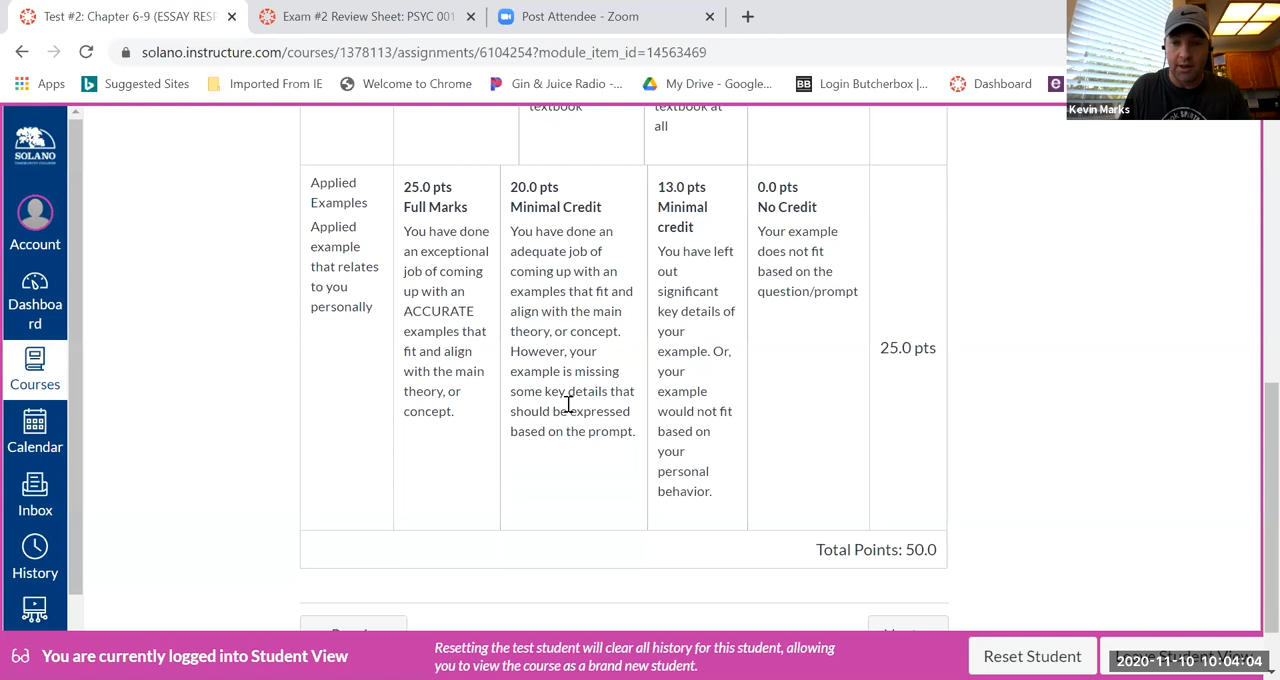 Test #2: Chapter 6-9 (ESSAY RESP
Exam #2 Review Sheet: PSYC 001
Post Attendee - Zoom
solano.instructure.com/courses/1378113/assignments/6104254?module_item_id=14563469
Apps
Suggested Sites
Imported From IE
Gin & Juice Radio -...
My Drive - Google...
BB
Login Butcherbox |...
Dashboard
e
Kevin Marks
SOLANO
COMMUNITY COLLEGE
Account
Dashboa
rd
Courses
Calendar
Inbox
History
textbook
textbook at
all
Applied
Examples
Applied
example
that relates
to you
personally
25.0 pts
Full Marks
You have done
an exceptional
job of coming
up with an
ACCURATE
examples that
fit and align
with the main
theory, or
concept.
20.0 pts
Minimal Credit
You have done an
adequate job of
coming up with an
examples that fit and
align with the main
theory, or concept.
However, your
example is missing
some key details that
should be expressed
based on the prompt.
13.0 pts
Minimal
credit
You have left
out
significant
key details of
your
example. Or,
your
example
would not fit
based on
your
personal
behavior.
0.0 pts
No Credit
Your example
does not fit
based on the
question/prompt
25.0 pts
Total Points: 50.0
You are currently logged into Student View
Resetting the test student will clear all history for this student, allowing
you to view the course as a brand new student.
Reset Student
Leave Student View
2020-11-10 10:04:04